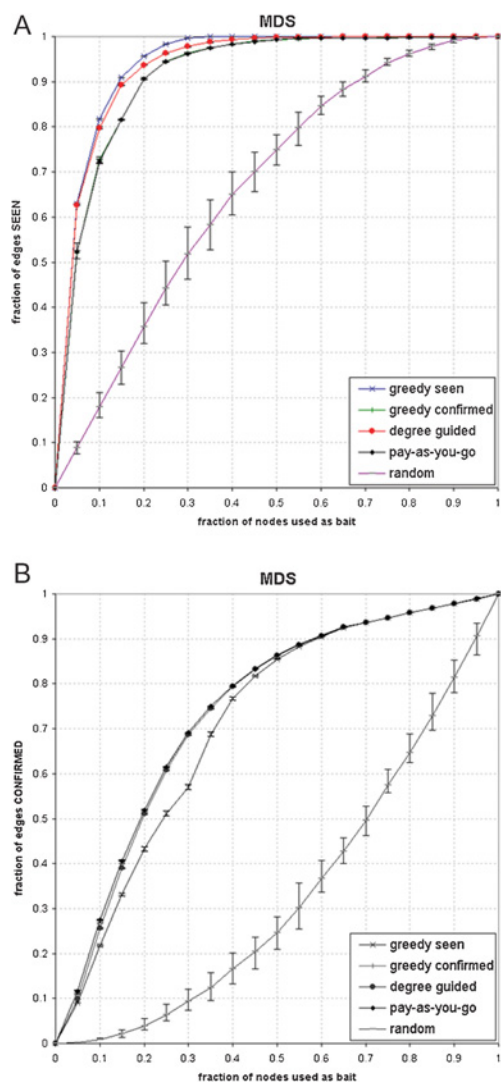 A
MDS
1
0.9
0.8
0.7
0.6
0.5
0.4
0.3
0.2
0.1
0
fraction of edges SEEN
greedy seen
greedy confirmed
degree guided
pay-as-you-go
random
0 0.1 0.2 0.3 0.4 0.5 0.6 0.7 0.8 0.9 1
fraction of nodes used as bait
B
MDS
1
0.9
0.8
0.7
0.6
0.5
0.4
0.3
0.2
0.1
0
fraction of edges CONFIRMED
greedy seen
greedy confirmed
degree guided
pay-as-you-go
random
0 0.1 0.2 0.3 0.4 0.5 0.6 0.7 0.8 0.9 1
fraction of nodes used as bait